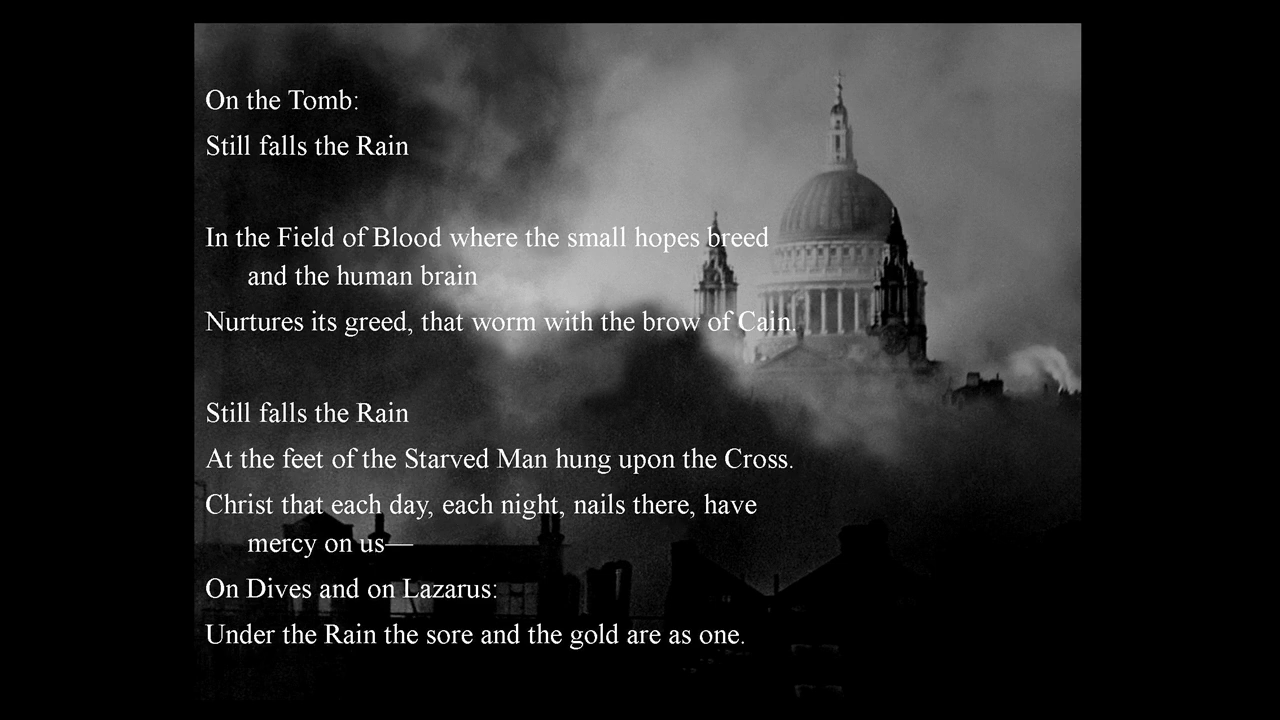 On the Tomb:
Still falls the Rain
In the Field of Blood where the small hopes breed
and the human brain
Nurtures its greed, that worm with the brow of Cain.
Still falls the Rain
At the feet of the Starved Man hung upon the Cross.
Christ that each day, each night, nails there, have
mercy on us—
On Dives and on Lazarus:
Under the Rain the sore and the gold are as one.